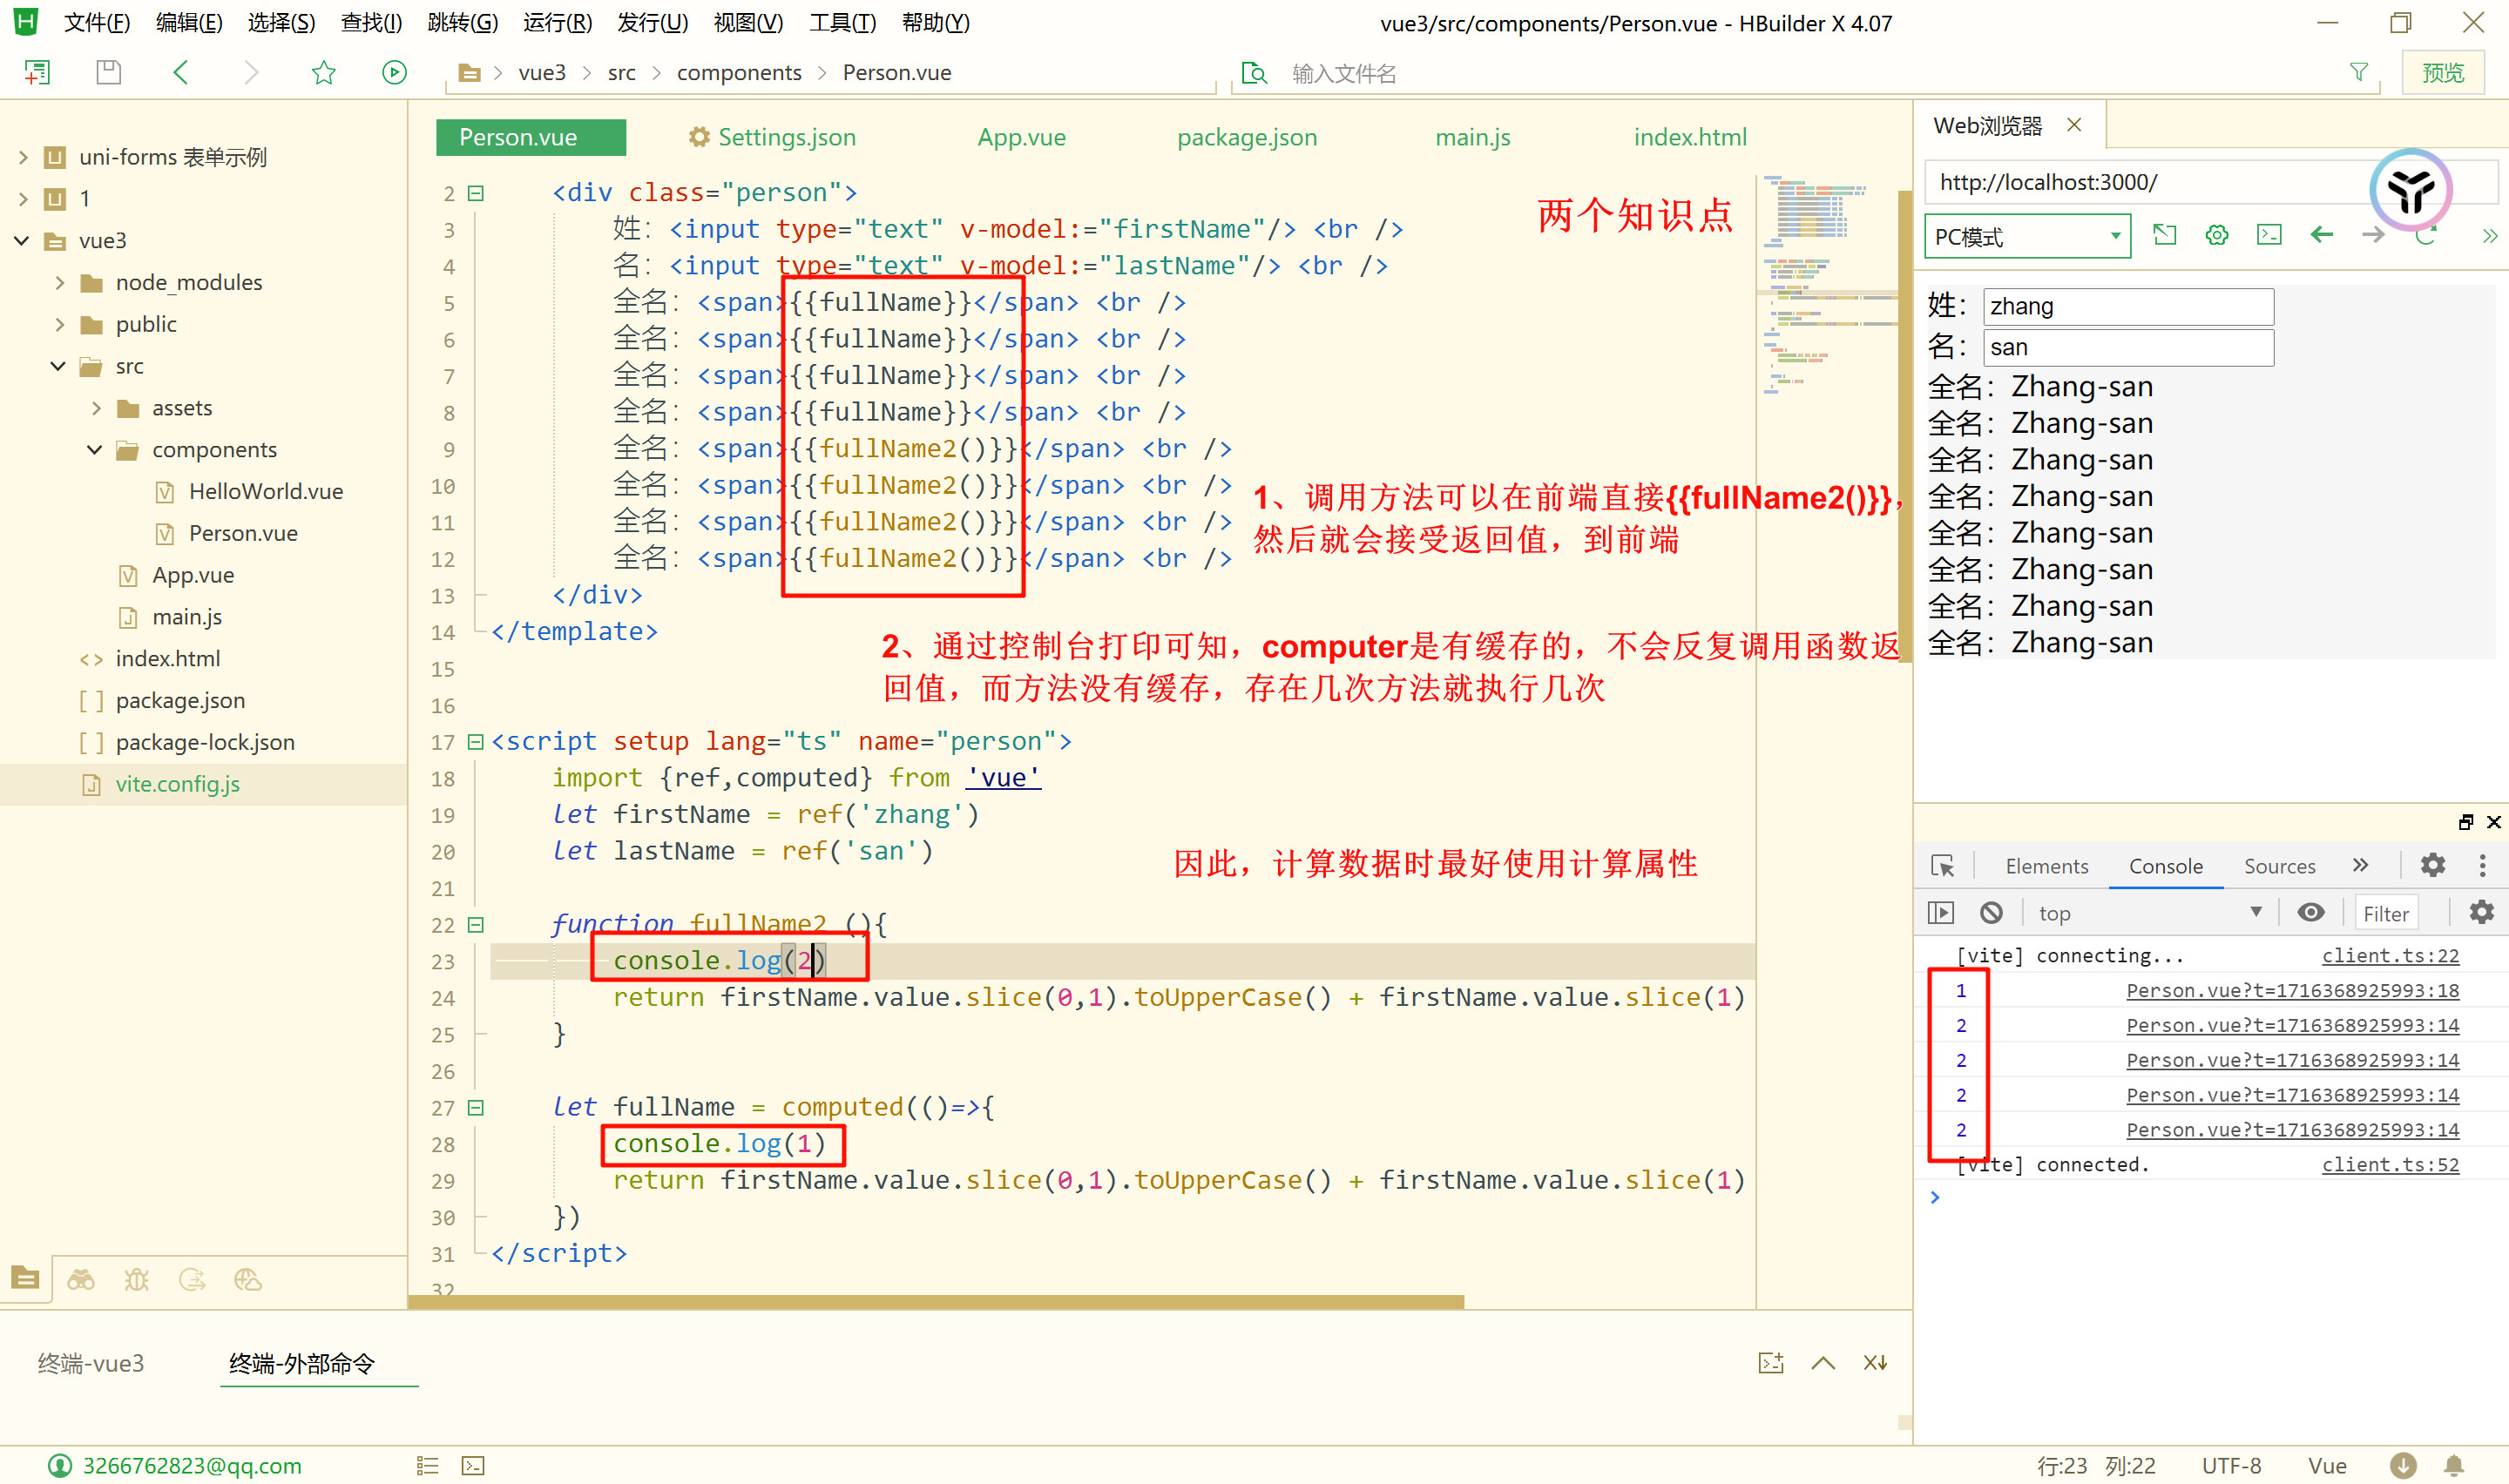 文件(F) 编辑(E) 选择(S) 查找(I) 跳转(G) 运行(R) 发行(U) 视图(V) 工具(T) 帮助(Y) vue3/src/components/Person.vue - HBuilder X 4.07
vue3 src components Person.vue 输入文件名 预览
uni-forms 表单示例
1
vue3
node_modules
public
src
assets
components
HelloWorld.vue
Person.vue
App.vue
main.js
index.html
package.json
package-lock.json
vite.config.js
Person.vue Settings.json App.vue package.json main.js index.html
2 <div class="person">
3 姓：<input type="text" v-model:="firstName"/> <br />
4 名：<input type="text" v-model:="lastName"/> <br />
5 全名：<span>{{fullName}}</span> <br />
6 全名：<span>{{fullName}}</span> <br />
7 全名：<span>{{fullName}}</span> <br />
8 全名：<span>{{fullName}}</span> <br />
9 全名：<span>{{fullName2()}}</span> <br />
10 全名：<span>{{fullName2()}}</span> <br />
11 全名：<span>{{fullName2()}}</span> <br />
12 全名：<span>{{fullName2()}}</span> <br />
13 </div>
14 </template>
15
16
17 <script setup lang="ts" name="person">
18 import {ref,computed} from 'vue'
19 let firstName = ref('zhang')
20 let lastName = ref('san')
21
22 function fullName2 (){
23 console.log(2)
24 return firstName.value.slice(0,1).toUpperCase() + firstName.value.slice(1)
25 }
26
27 let fullName = computed(()=>{
28 console.log(1)
29 return firstName.value.slice(0,1).toUpperCase() + firstName.value.slice(1)
30 })
31 </script>
32
两个知识点
1、调用方法可以在前端直接{{fullName2()}}，
然后就会接受返回值，到前端
2、通过控制台打印可知，computer是有缓存的，不会反复调用函数返
回值，而方法没有缓存，存在几次方法就执行几次
因此，计算数据时最好使用计算属性
Web浏览器
http://localhost:3000/
PC模式
姓：zhang
名：san
全名：Zhang-san
全名：Zhang-san
全名：Zhang-san
全名：Zhang-san
全名：Zhang-san
全名：Zhang-san
全名：Zhang-san
全名：Zhang-san
Elements Console Sources
top Filter
[vite] connecting... client.ts:22
1 Person.vue?t=1716368925993:18
2 Person.vue?t=1716368925993:14
2 Person.vue?t=1716368925993:14
2 Person.vue?t=1716368925993:14
2 Person.vue?t=1716368925993:14
[vite] connected. client.ts:52
终端-vue3 终端-外部命令
3266762823@qq.com 行:23 列:22 UTF-8 Vue